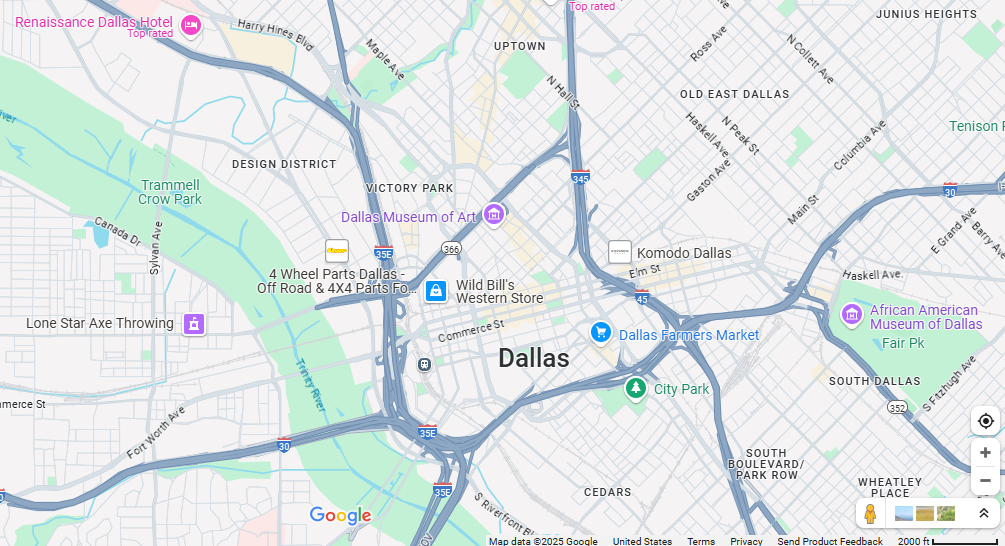 Top rated
JUNIUS HEIGHTS
Renaissance Dallas Hotel
Top rated
Harry Hines Blvd
Maple Ave
UPTOWN
Ross Ave
N Collett Ave
N Hall St
OLD EAST DALLAS
Haskell Ave
N Peak St
Columbia Ave
Tenison P
DESIGN DISTRICT
Gaston Ave
345
30
Trammell
Crow Park
VICTORY PARK
Main St
Canada Dr
Sylvan Ave
Dallas Museum of Art
E Grand Ave
Barry Ave
35E
366
Komodo Dallas
Elm St
Haskell Ave
4 Wheel Parts Dallas -
Off Road & 4X4 Parts Fo...
Wild Bill's
Western Store
45
Lone Star Axe Throwing
Commerce St
Dallas Farmers Market
African American
Museum of Dallas
Fair Pk
Dallas
Trinity River
City Park
SOUTH DALLAS
S Fitzhugh Ave
mmerce St
352
Fort Worth Ave
30
35E
SOUTH
BOULEVARD/
PARK ROW
WHEATLEY
PLACE
35E
CEDARS
S Riverfront B
Google
Map data ©2025 Google
United States
Terms
Privacy
Send Product Feedback
2000 ft